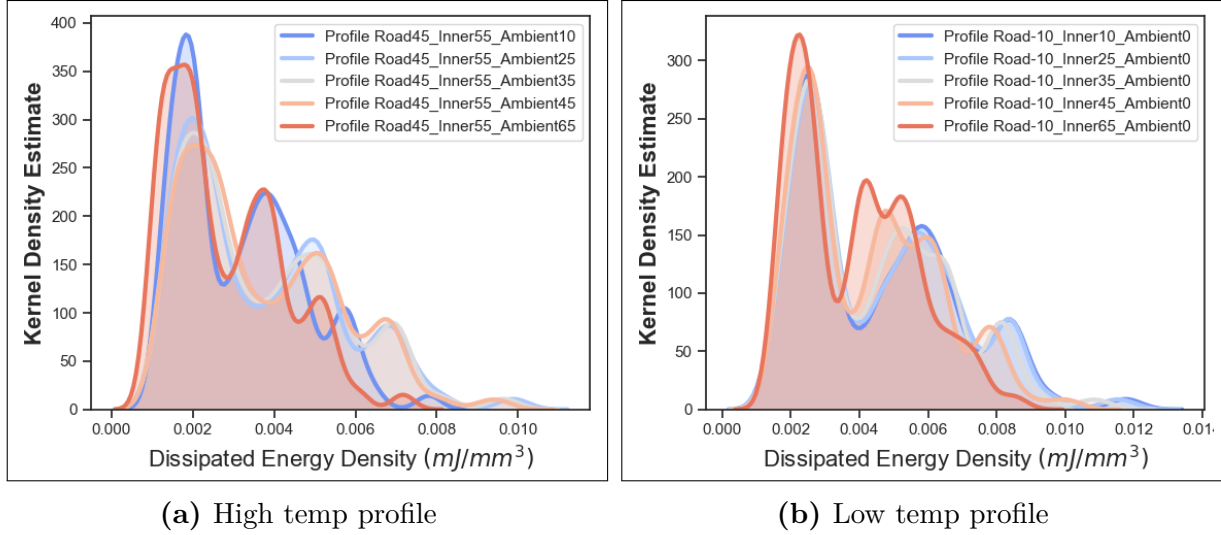 400
350
300
250
200
150
100
50
0
Kernel Density Estimate
Profile Road45_Inner55_Ambient10
Profile Road45_Inner55_Ambient25
Profile Road45_Inner55_Ambient35
Profile Road45_Inner55_Ambient45
Profile Road45_Inner55_Ambient65
0.000 0.002 0.004 0.006 0.008 0.010
Dissipated Energy Density (mJ/mm³)
(a) High temp profile
300
250
200
150
100
50
0
Kernel Density Estimate
Profile Road-10_Inner10_Ambient0
Profile Road-10_Inner25_Ambient0
Profile Road-10_Inner35_Ambient0
Profile Road-10_Inner45_Ambient0
Profile Road-10_Inner65_Ambient0
0.000 0.002 0.004 0.006 0.008 0.010 0.012 0.014
Dissipated Energy Density (mJ/mm³)
(b) Low temp profile